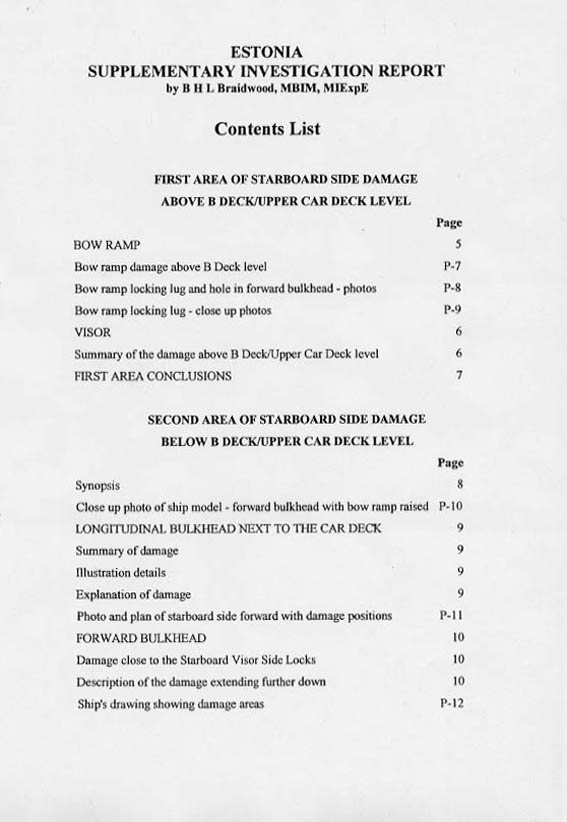 ESTONIA
SUPPLEMENTARY INVESTIGATION REPORT
by B H L Braidwood, MBIM, MIExpE
Contents List
FIRST AREA OF STARBOARD SIDE DAMAGE
ABOVE B DECK/UPPER CAR DECK LEVEL
Page
BOW RAMP 5
Bow ramp damage above B Deck level P-7
Bow ramp locking lug and hole in forward bulkhead - photos P-8
Bow ramp locking lug - close up photos P-9
VISOR 6
Summary of the damage above B Deck/Upper Car Deck level 6
FIRST AREA CONCLUSIONS 7
SECOND AREA OF STARBOARD SIDE DAMAGE
BELOW B DECK/UPPER CAR DECK LEVEL
Page
Synopsis 8
Close up photo of ship model - forward bulkhead with bow ramp raised P-10
LONGITUDINAL BULKHEAD NEXT TO THE CAR DECK 9
Summary of damage 9
Illustration details 9
Explanation of damage 9
Photo and plan of starboard side forward with damage positions P-11
FORWARD BULKHEAD 10
Damage close to the Starboard Visor Side Locks 10
Description of the damage extending further down 10
Ship's drawing showing damage areas P-12